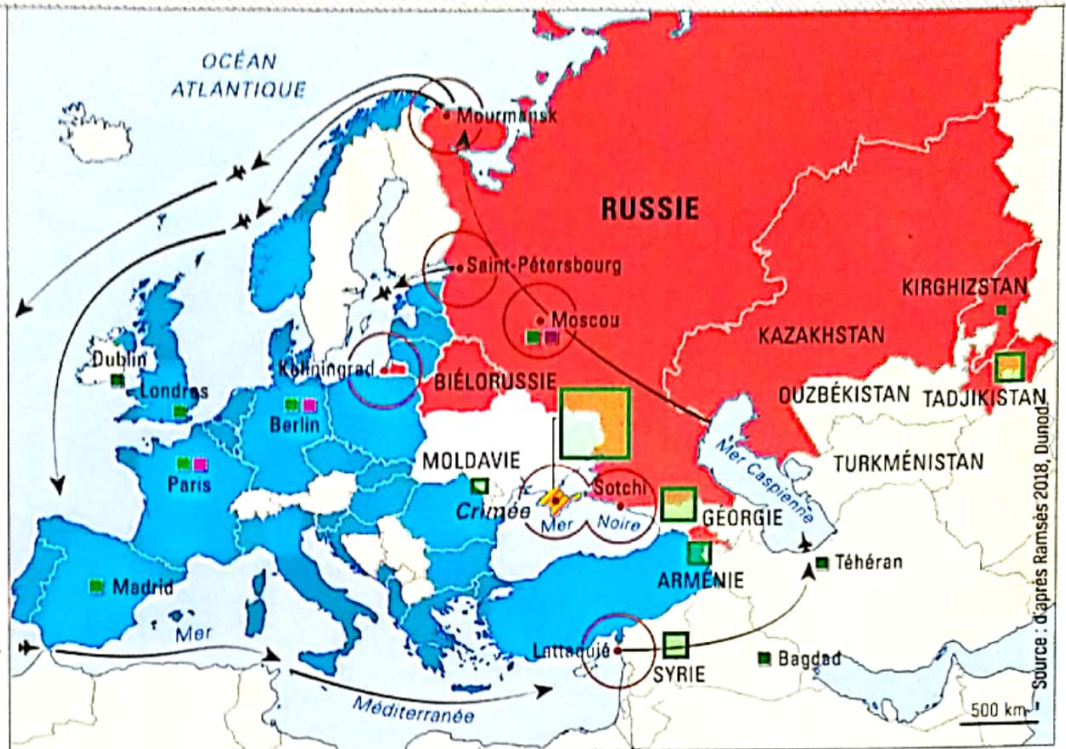 OCÉAN
ATLANTIQUE
Mourmansk
RUSSIE
Saint-Pétersbourg
KIRGHIZSTAN
Moscou
KAZAKHSTAN
Dublin
Kaliningrad
BIÉLORUSSIE
Londres
OUZBÉKISTAN
TADJIKISTAN
Berlin
MOLDAVIE
Mer Caspienne
TURKMÉNISTAN
Paris
Sotchi
Crimée
Mer Noire
GÉORGIE
Téhéran
ARMÉNIE
Madrid
Mer
Méditerranée
Lattaquié
SYRIE
Bagdad
500 km
Source : d'après Ramsès 2018, Dunod.